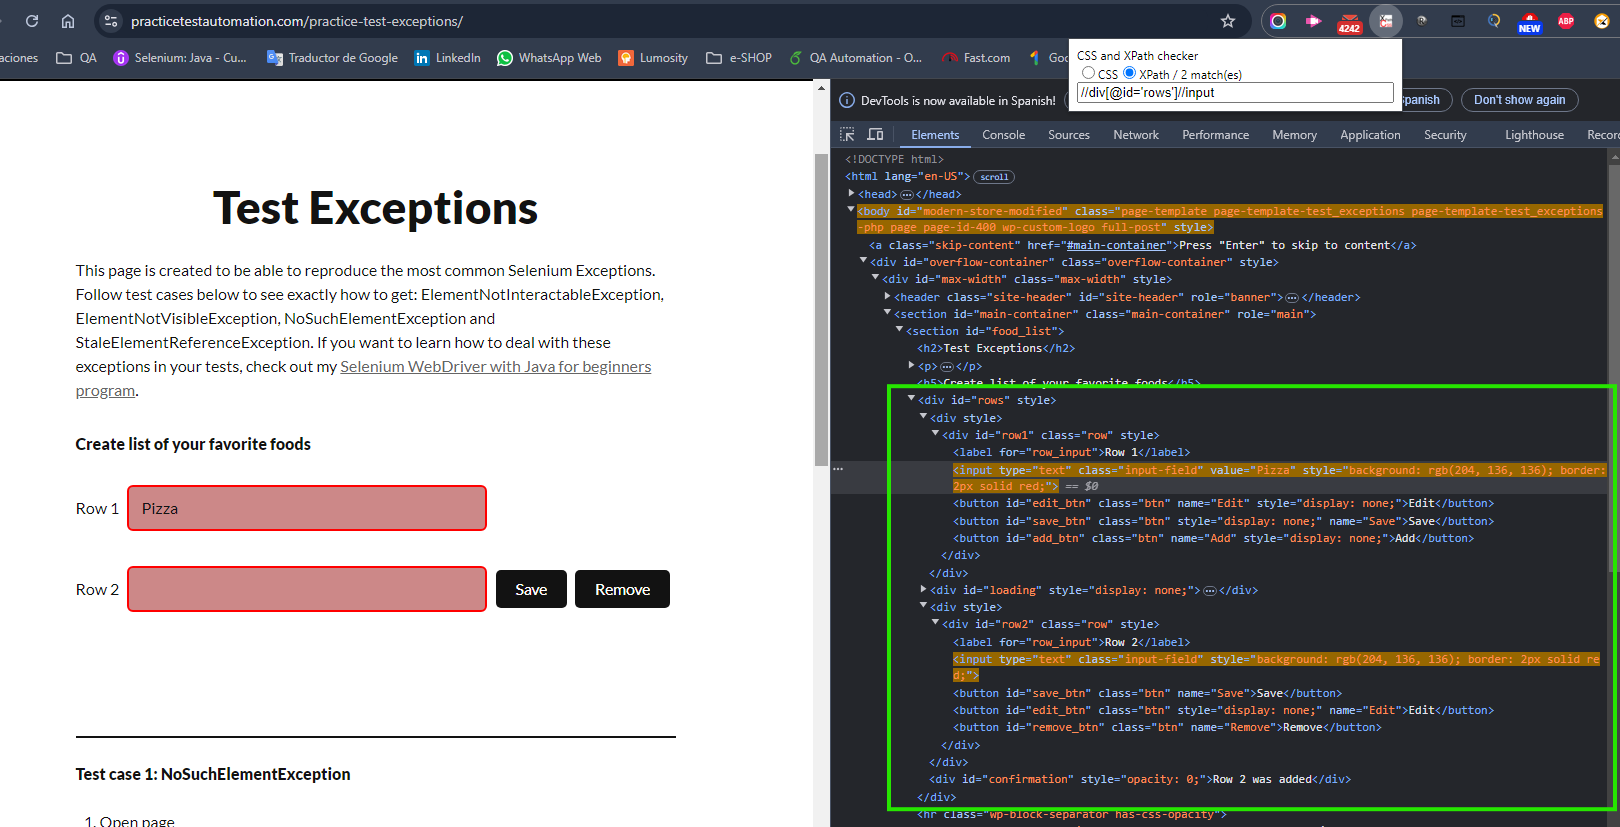 practicetestautomation.com/practice-test-exceptions/
4242
NEW
ABP
aciones
QA
Selenium: Java - Cu...
Traductor de Google
LinkedIn
WhatsApp Web
Lumosity
e-SHOP
QA Automation - O...
Fast.com
Goo
CSS and XPath checker
CSS XPath / 2 match(es)
//div[@id='rows']//input
DevTools is now available in Spanish!
Spanish
Don't show again
Elements Console Sources Network Performance Memory Application Security Lighthouse Recor
Test Exceptions
This page is created to be able to reproduce the most common Selenium Exceptions.
Follow test cases below to see exactly how to get: ElementNotInteractableException,
ElementNotVisibleException, NoSuchElementException and
StaleElementReferenceException. If you want to learn how to deal with these
exceptions in your tests, check out my Selenium WebDriver with Java for beginners
program.
Create list of your favorite foods
Row 1 Pizza
Row 2 Save Remove
Test case 1: NoSuchElementException
1. Open page
<!DOCTYPE html>
<html lang="en-US"> scroll
<head> ... </head>
<body id="modern-store-modified" class="page-template page-template-test_exceptions page-template-test_exceptions
-php page page-id-400 wp-custom-logo full-post" style>
<a class="skip-content" href="#main-container">Press "Enter" to skip to content</a>
<div id="overflow-container" class="overflow-container" style>
<div id="max-width" class="max-width" style>
<header class="site-header" id="site-header" role="banner"> ... </header>
<section id="main-container" class="main-container" role="main">
<section id="food_list">
<h2>Test Exceptions</h2>
<p> ... </p>
<h5>Create list of your favorite foods</h5>
<div id="rows" style>
<div style>
<div id="row1" class="row" style>
<label for="row_input">Row 1</label>
<input type="text" class="input-field" value="Pizza" style="background: rgb(204, 136, 136); border:
2px solid red;"> == $0
<button id="edit_btn" class="btn" name="Edit" style="display: none;">Edit</button>
<button id="save_btn" class="btn" style="display: none;" name="Save">Save</button>
<button id="add_btn" class="btn" name="Add" style="display: none;">Add</button>
</div>
</div>
<div id="loading" style="display: none;"> ... </div>
<div style>
<div id="row2" class="row" style>
<label for="row_input">Row 2</label>
<input type="text" class="input-field" style="background: rgb(204, 136, 136); border: 2px solid re
d;">
<button id="save_btn" class="btn" name="Save">Save</button>
<button id="edit_btn" class="btn" style="display: none;" name="Edit">Edit</button>
<button id="remove_btn" class="btn" name="Remove">Remove</button>
</div>
</div>
<div id="confirmation" style="opacity: 0;">Row 2 was added</div>
</div>
<hr class="wp-block-separator has-css-opacity">